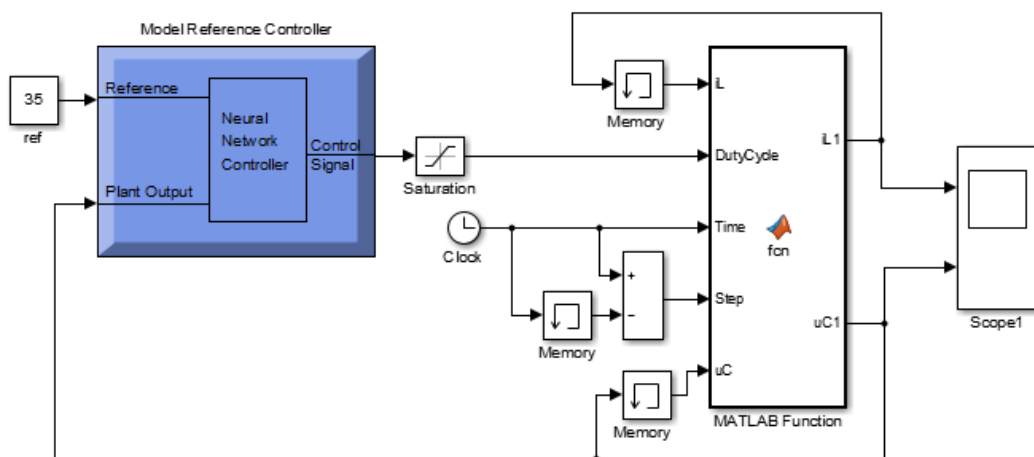 Model Reference Controller
35
ref
Reference
Plant Output
Neural
Network
Controller
Control
Signal
Saturation
Clock
Memory
Memory
Memory
+
−
iL
DutyCycle
Time
Step
uC
fcn
iL1
uC1
MATLAB Function
Scope1